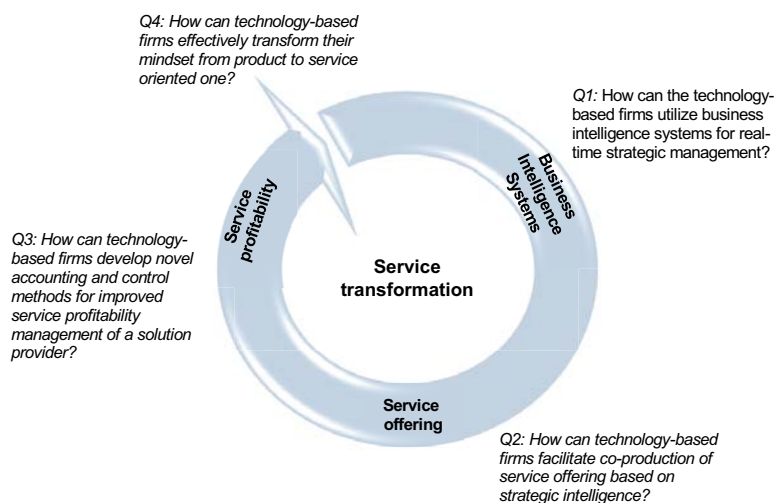 Q4: How can technology-based
firms effectively transform their
mindset from product to service
oriented one?
Q1: How can the technology-
based firms utilize business
intelligence systems for real-
time strategic management?
Business
Intelligence
Systems
Service
profitability
Q3: How can technology-
based firms develop novel
accounting and control
methods for improved
service profitability
management of a solution
provider?
Service
transformation
Service
offering
Q2: How can technology-based
firms facilitate co-production of
service offering based on
strategic intelligence?